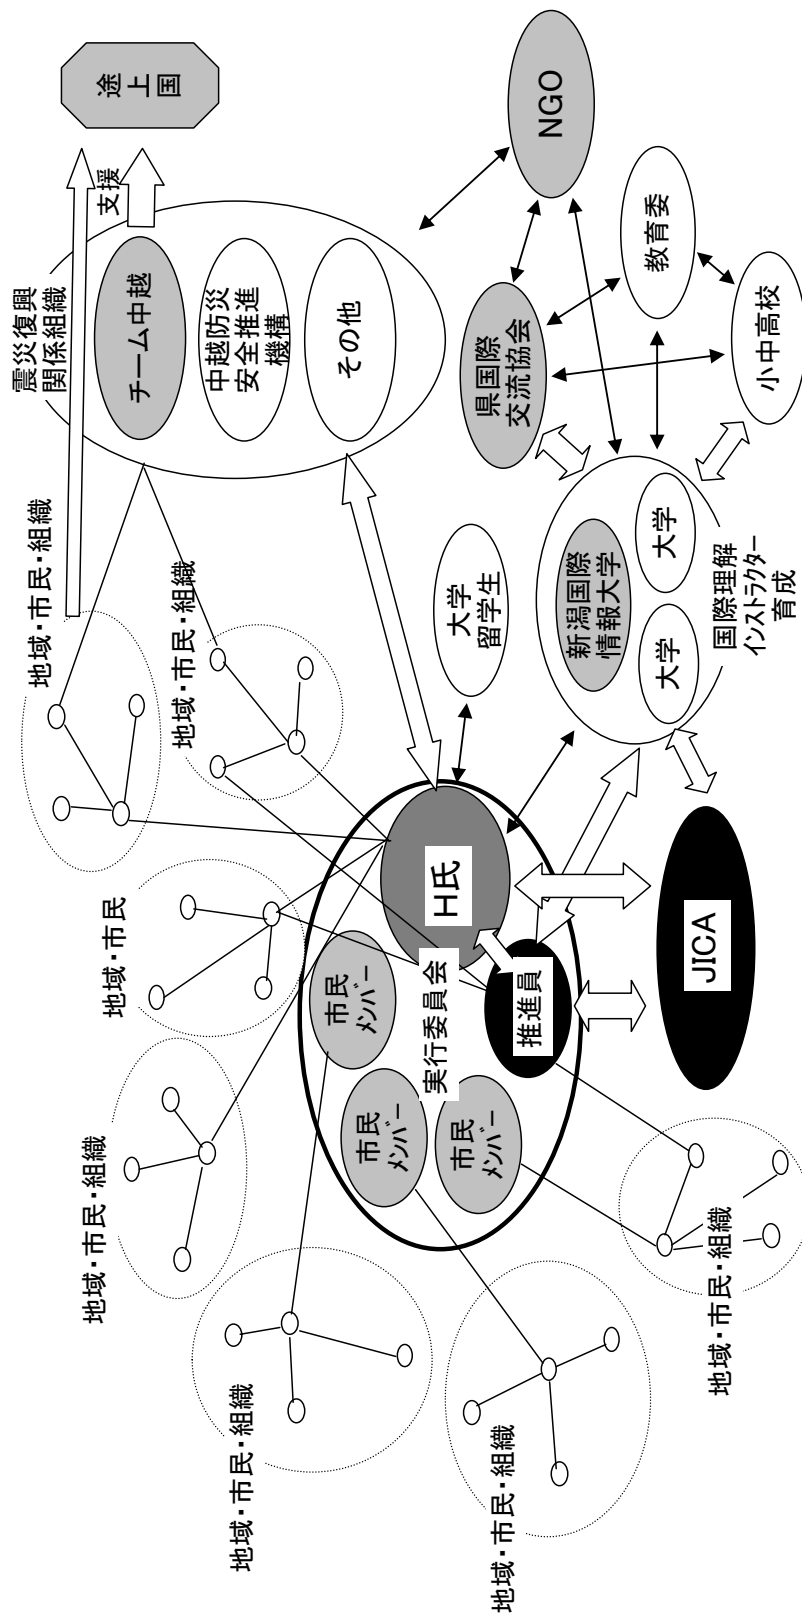 地域・市民・組織
地域・市民・組織
地域・市民・組織
地域・市民
地域・市民・組織
地域・市民・組織
地域・市民・組織
震災復興
関係組織
チーム中越
中越防災
安全推進
機構
その他
支援
途上国
市民
メンバー
市民
メンバー
市民
メンバー
実行委員会
H氏
推進員
JICA
大学
留学生
新潟国際
情報大学
大学
大学
国際理解
インストラクター
育成
県国際
交流協会
NGO
教育委
小中高校